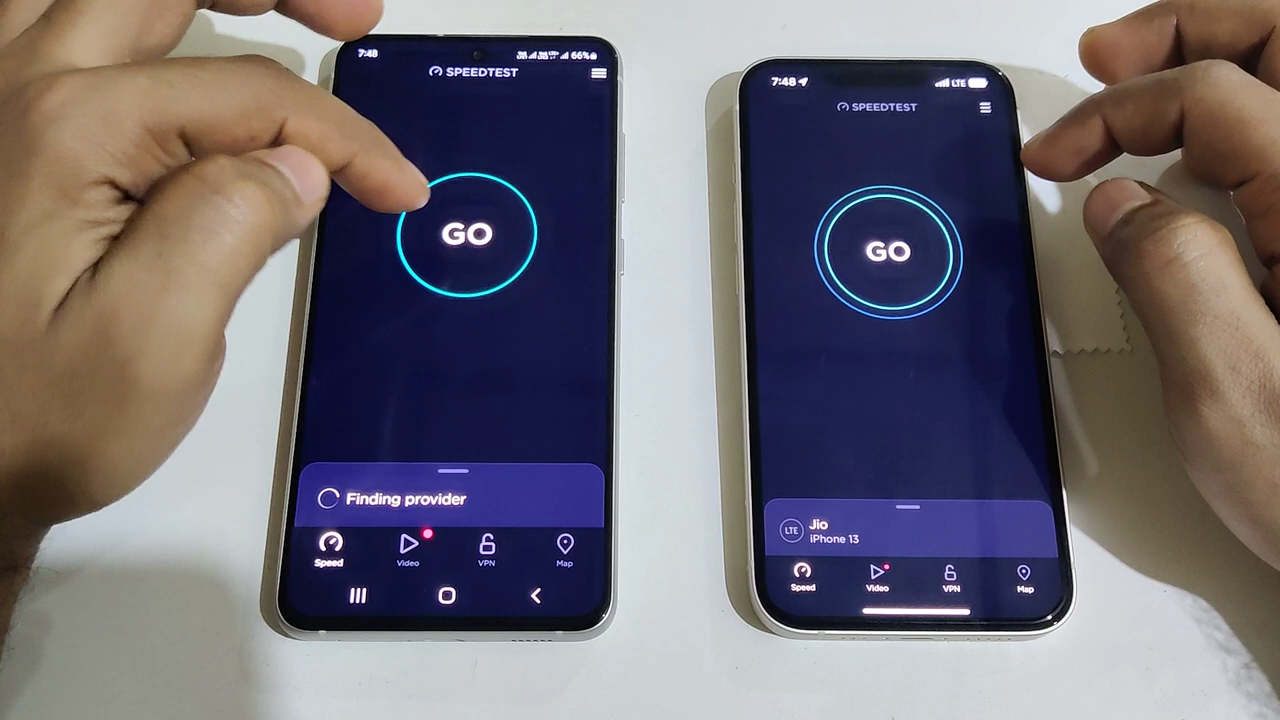 7:48
66%
SPEEDTEST
GO
Finding provider
Speed
Video
VPN
Map
7:48
LTE
SPEEDTEST
GO
LTE
Jio
iPhone 13
Speed
Video
VPN
Map